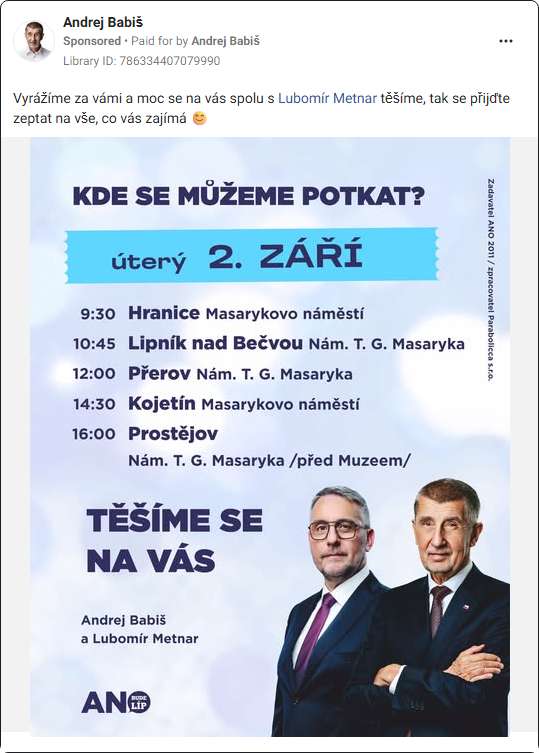 Andrej Babiš
Sponsored • Paid for by Andrej Babiš
Library ID: 786334407079990
Vyrážíme za vámi a moc se na vás spolu s Lubomír Metnar těšíme, tak se přijďte
zeptat na vše, co vás zajímá 😊
KDE SE MŮŽEME POTKAT?
úterý 2. ZÁŘÍ
9:30 Hranice Masarykovo náměstí
10:45 Lipník nad Bečvou Nám. T. G. Masaryka
12:00 Přerov Nám. T. G. Masaryka
14:30 Kojetín Masarykovo náměstí
16:00 Prostějov
Nám. T. G. Masaryka /před Muzeem/
Zadavatel ANO 2011 / zpracovatel Parabolicca s.r.o.
TĚŠÍME SE
NA VÁS
Andrej Babiš
a Lubomír Metnar
ANO
BUDE
LÍP